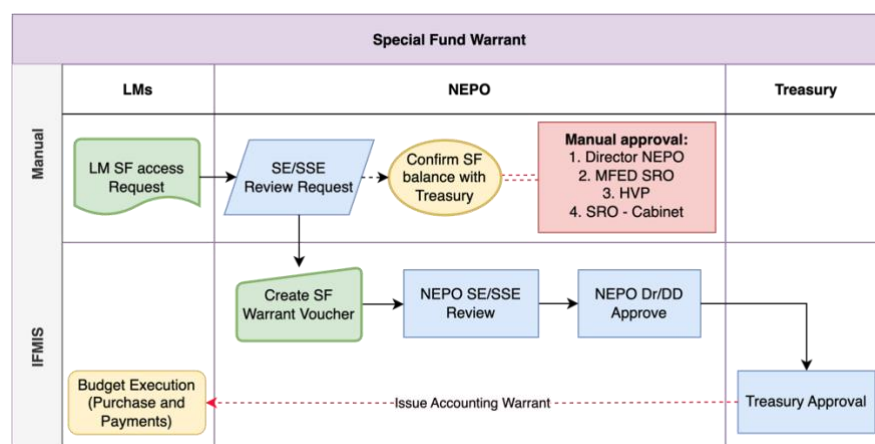 Special Fund Warrant
LMs
NEPO
Treasury
Manual
LM SF access
Request
SE/SSE
Review Request
Confirm SF
balance with
Treasury
Manual approval:
1. Director NEPO
2. MFED SRO
3. HVP
4. SRO - Cabinet
IFMIS
Create SF
Warrant Voucher
NEPO SE/SSE
Review
NEPO Dr/DD
Approve
Budget Execution
(Purchase and
Payments)
Issue Accounting Warrant
Treasury Approval